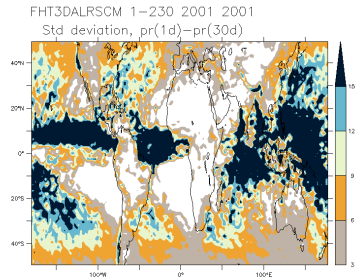 FHT3DALRSCM 1-230 2001 2001
Std deviation, pr(1d)-pr(30d)
40°N
20°N
0°
20°S
40°S
100°W
0°
100°E
15
12
9
6
3